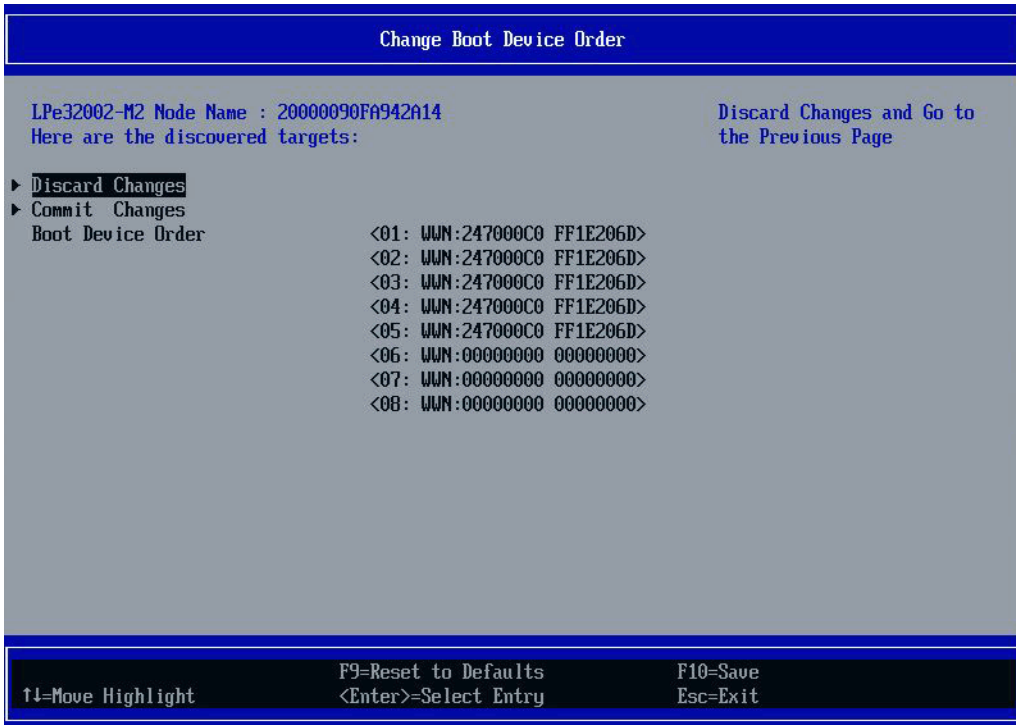 Change Boot Device Order
LPe32002-M2 Node Name : 20000090FA942A14
Here are the discovered targets:
Discard Changes and Go to
the Previous Page
Discard Changes
Commit Changes
Boot Device Order
<01: WWN:247000C0 FF1E206D>
<02: WWN:247000C0 FF1E206D>
<03: WWN:247000C0 FF1E206D>
<04: WWN:247000C0 FF1E206D>
<05: WWN:247000C0 FF1E206D>
<06: WWN:00000000 00000000>
<07: WWN:00000000 00000000>
<08: WWN:00000000 00000000>
F9=Reset to Defaults
F10=Save
↑↓=Move Highlight
<Enter>=Select Entry
Esc=Exit